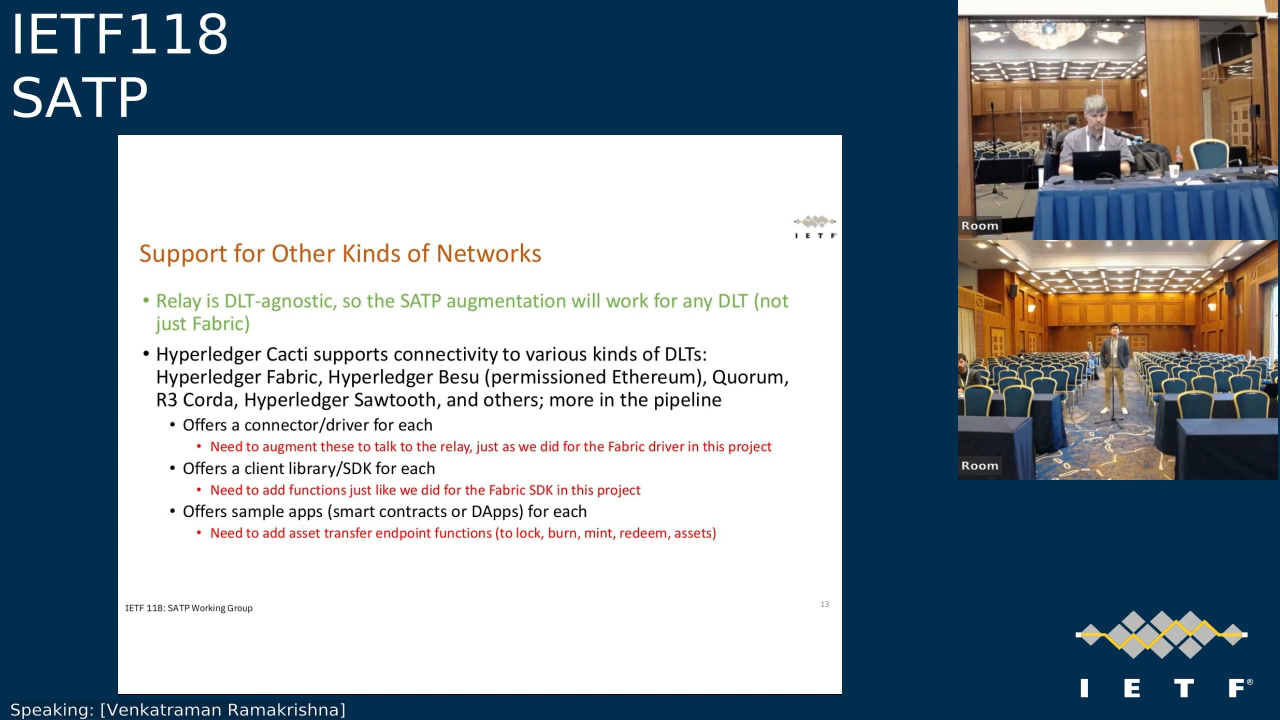 IETF118
SATP
I E T F
Support for Other Kinds of Networks
• Relay is DLT-agnostic, so the SATP augmentation will work for any DLT (not
just Fabric)
• Hyperledger Cacti supports connectivity to various kinds of DLTs:
Hyperledger Fabric, Hyperledger Besu (permissioned Ethereum), Quorum,
R3 Corda, Hyperledger Sawtooth, and others; more in the pipeline
• Offers a connector/driver for each
• Need to augment these to talk to the relay, just as we did for the Fabric driver in this project
• Offers a client library/SDK for each
• Need to add functions just like we did for the Fabric SDK in this project
• Offers sample apps (smart contracts or DApps) for each
• Need to add asset transfer endpoint functions (to lock, burn, mint, redeem, assets)
IETF 118: SATP Working Group
13
Room
Room
I E T F®
Speaking: [Venkatraman Ramakrishna]